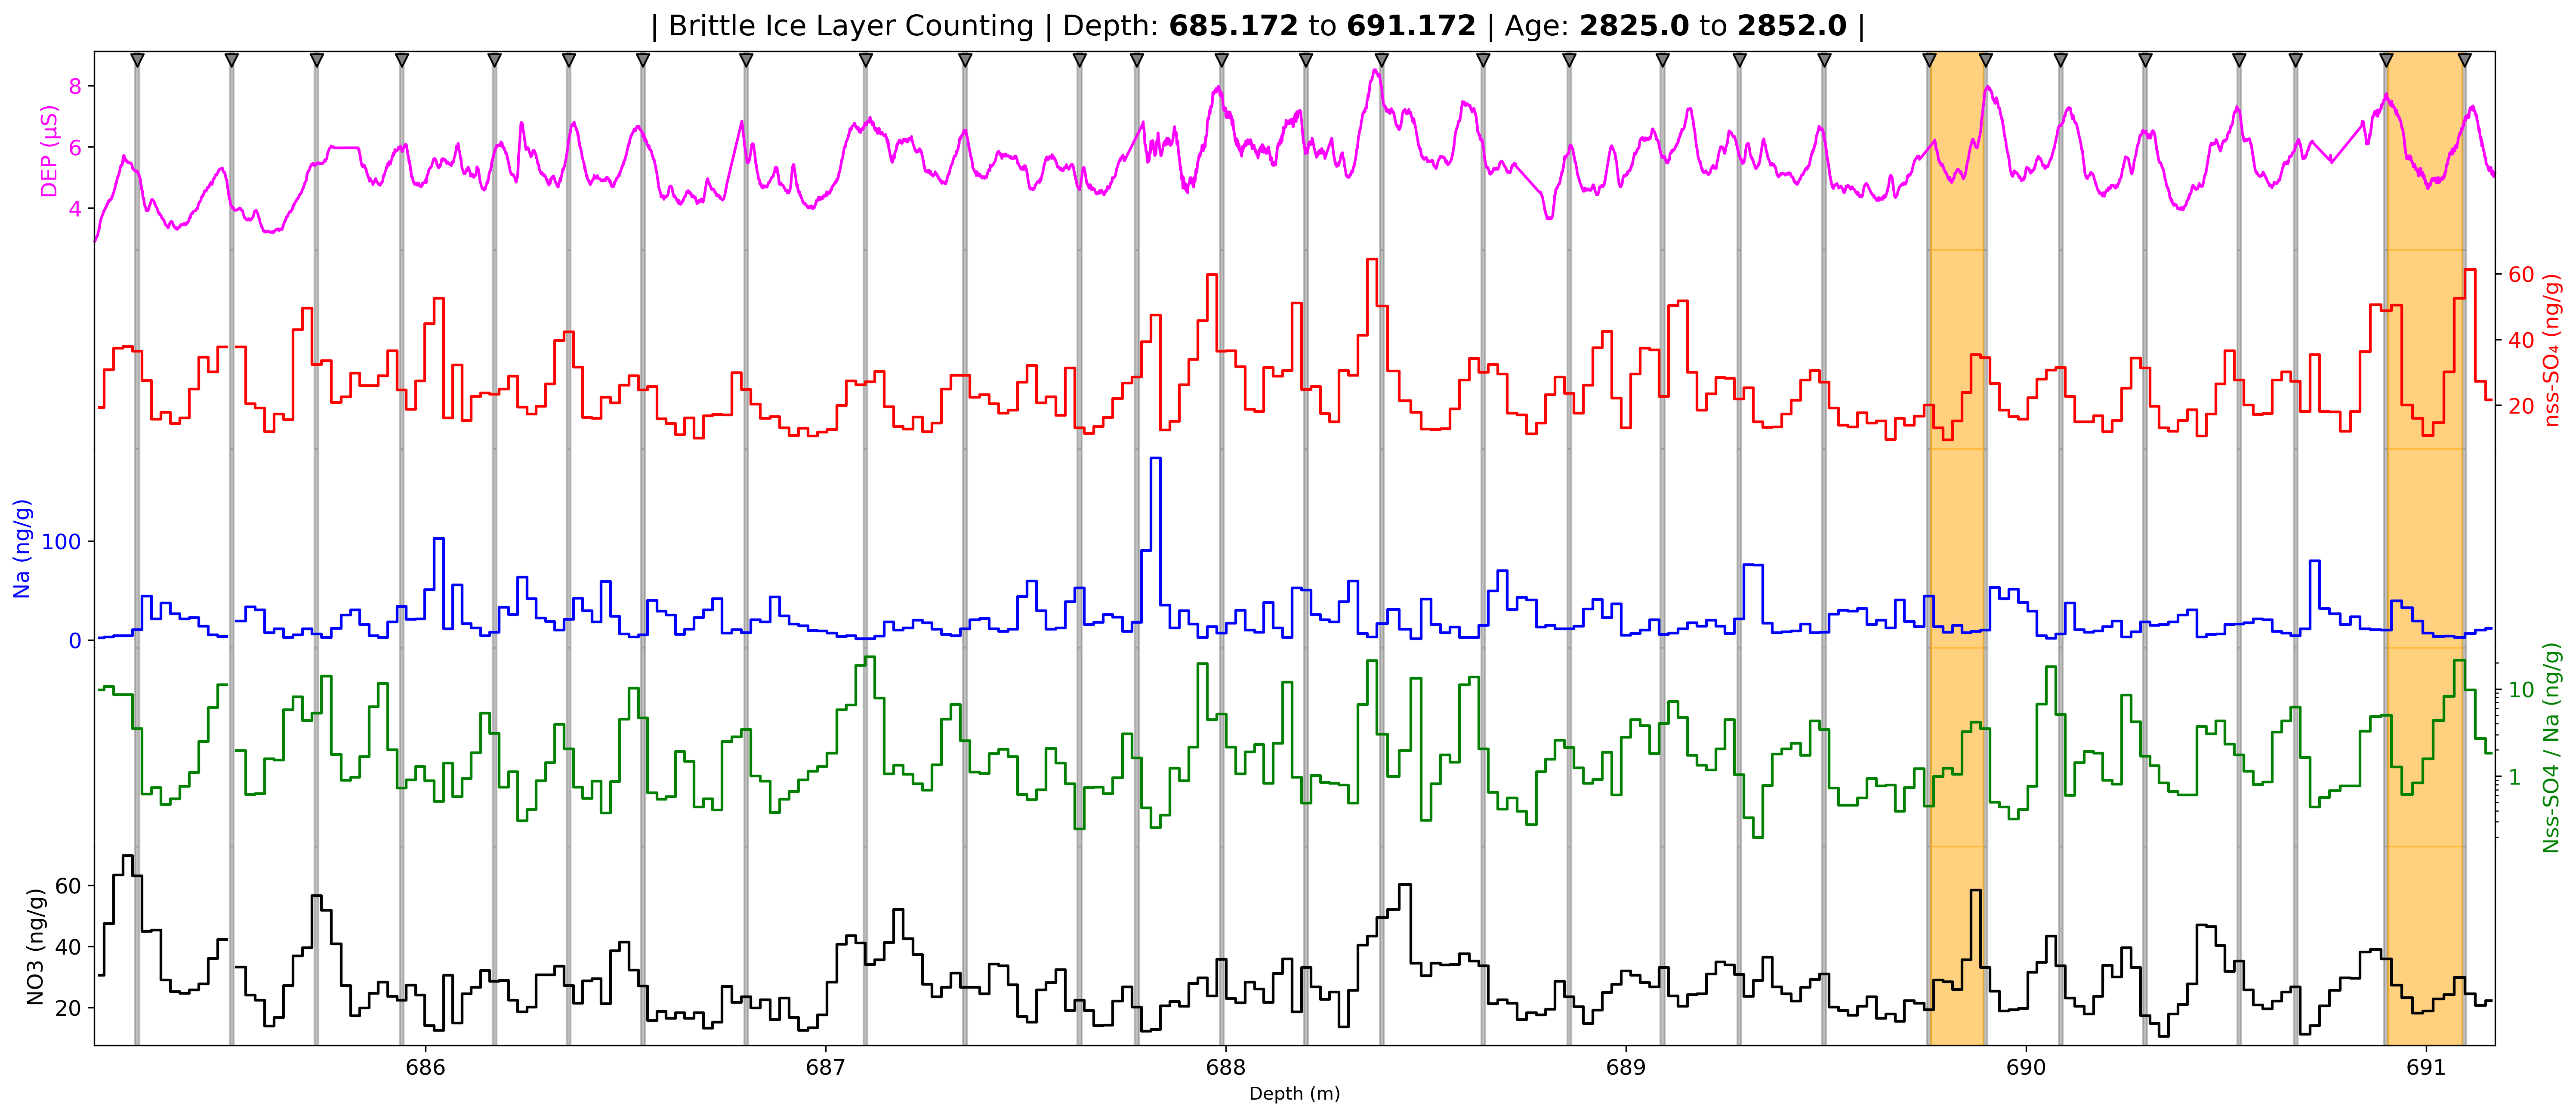 | Brittle Ice Layer Counting | Depth: 685.172 to 691.172 | Age: 2825.0 to 2852.0 |
DEP (µS)
8
6
4
nss-SO₄ (ng/g)
60
40
20
Na (ng/g)
100
0
Nss-SO4 / Na (ng/g)
10
1
NO3 (ng/g)
60
40
20
686 687 688 689 690 691
Depth (m)